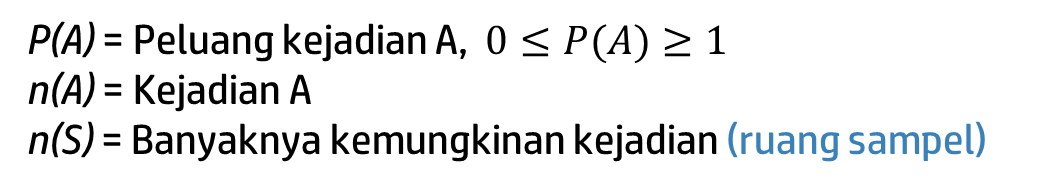 P(A) = Peluang kejadian A, 0 ≤ P(A) ≥ 1
n(A) = Kejadian A
n(S) = Banyaknya kemungkinan kejadian (ruang sampel)